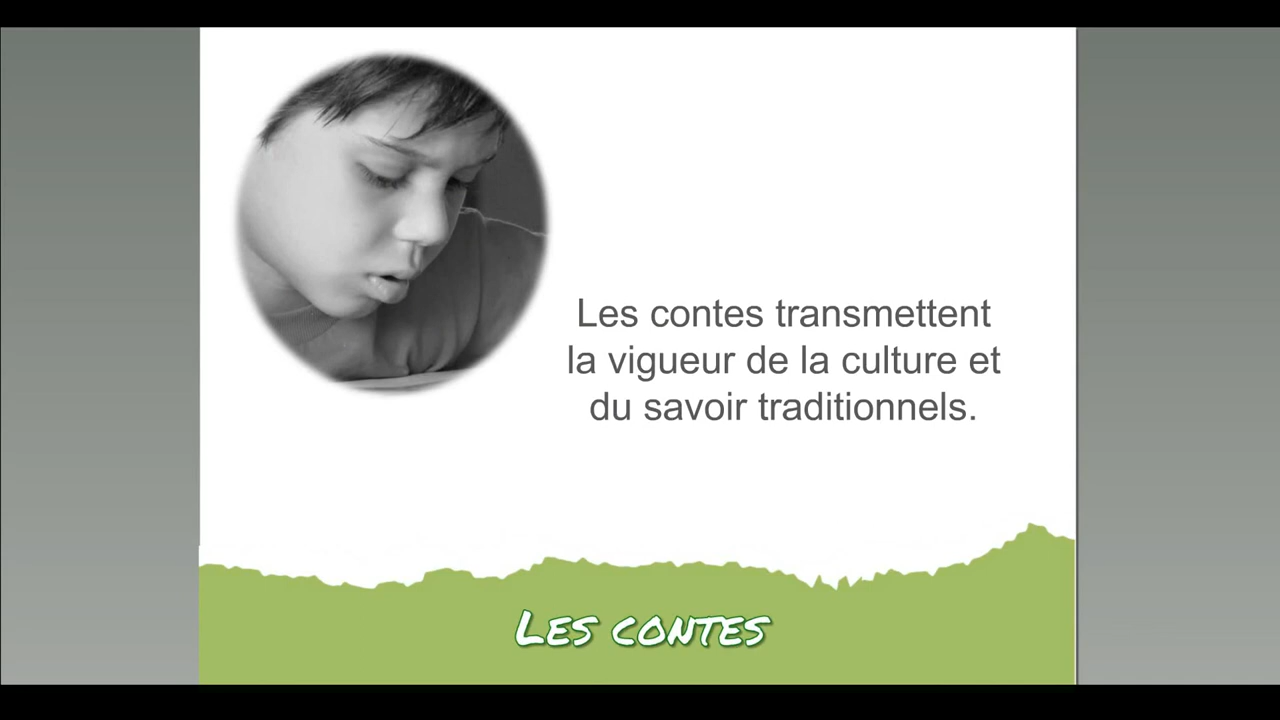 Les contes transmettent
la vigueur de la culture et
du savoir traditionnels.
Les contes